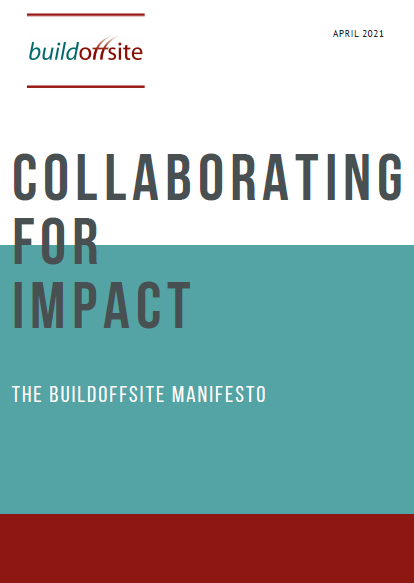 buildoffsite
APRIL 2021
COLLABORATING
FOR
IMPACT
THE BUILDOFFSITE MANIFESTO